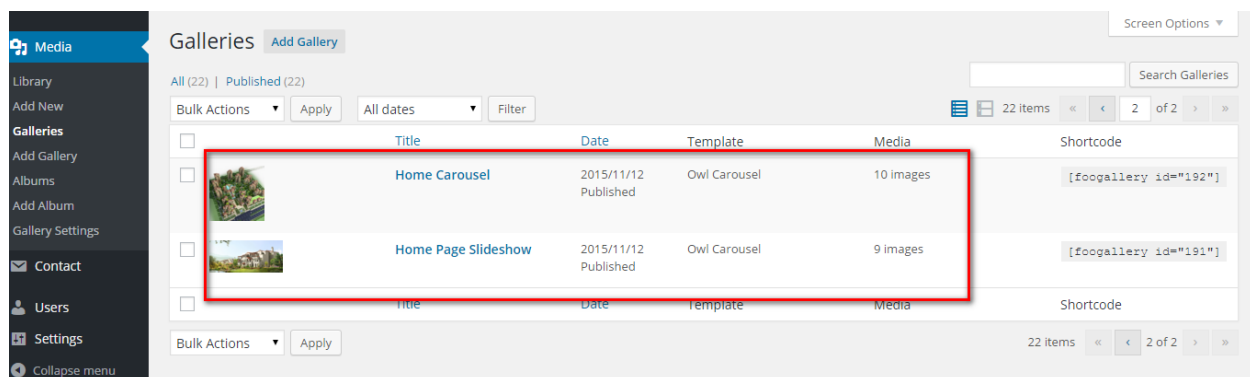 Screen Options ▼
Media
Galleries Add Gallery
Library
All (22) | Published (22)
Search Galleries
Add New
Bulk Actions ▼ Apply All dates ▼ Filter 22 items « ‹ 2 of 2 › »
Galleries
Title Date Template Media Shortcode
Add Gallery
Home Carousel 2015/11/12 Owl Carousel 10 images [foogallery id="192"]
Published
Albums
Add Album
Gallery Settings
Home Page Slideshow 2015/11/12 Owl Carousel 9 images [foogallery id="191"]
Published
Contact
Users
Title Date Template Media Shortcode
Settings
Bulk Actions ▼ Apply 22 items « ‹ 2 of 2 › »
Collapse menu